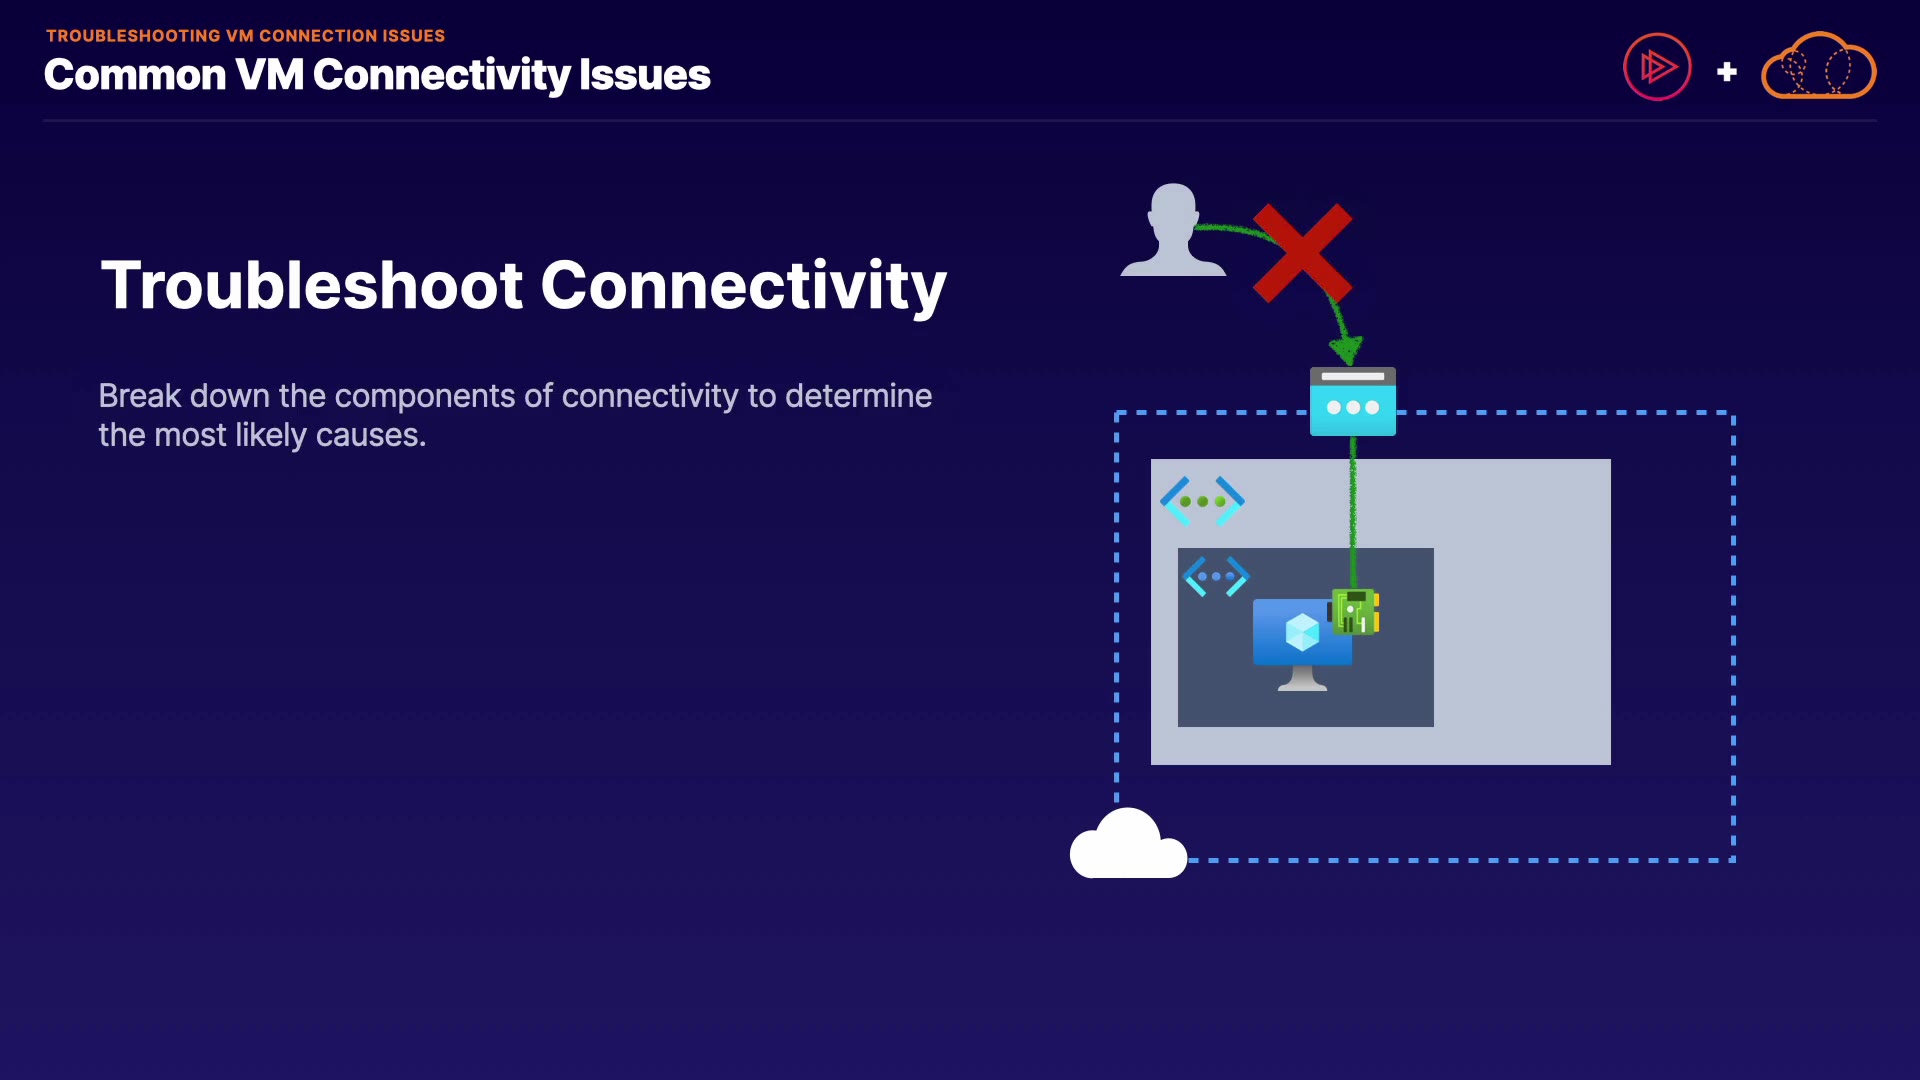 TROUBLESHOOTING VM CONNECTION ISSUES
Common VM Connectivity Issues
Troubleshoot Connectivity
Break down the components of connectivity to determine
the most likely causes.